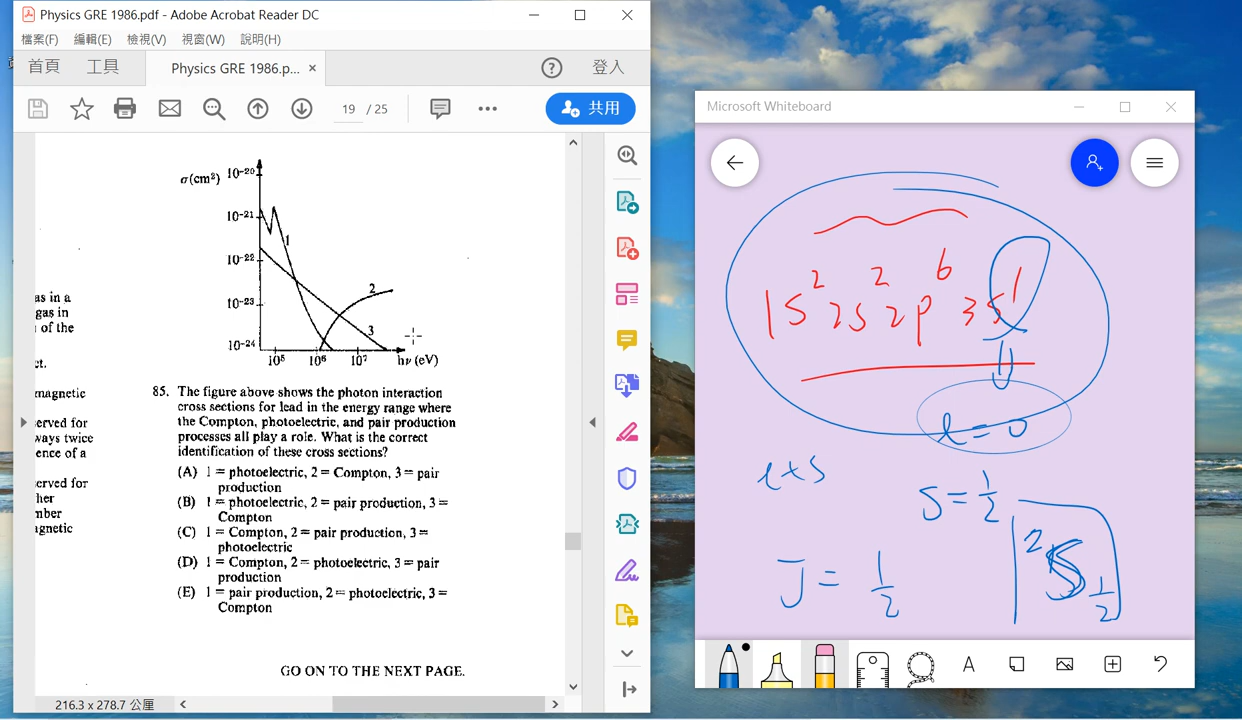 Physics GRE 1986.pdf - Adobe Acrobat Reader DC
檔案(F) 編輯(E) 檢視(V) 視窗(W) 說明(H)
首頁 工具 Physics GRE 1986.p... × 登入
19 / 25 共用
σ(cm²)
10⁻²⁰
10⁻²¹
10⁻²²
10⁻²³
10⁻²⁴
1
2
3
10⁵ 10⁶ 10⁷ hν (eV)
as in a
gas in
of the
ct.
magnetic
served for
ways twice
ence of a
served for
her
mber
agnetic
85. The figure above shows the photon interaction
cross sections for lead in the energy range where
the Compton, photoelectric, and pair production
processes all play a role. What is the correct
identification of these cross sections?
(A) 1 = photoelectric, 2 = Compton, 3 = pair
production
(B) 1 = photoelectric, 2 = pair production, 3 =
Compton
(C) 1 = Compton, 2 = pair production, 3 =
photoelectric
(D) 1 = Compton, 2 = photoelectric, 3 = pair
production
(E) 1 = pair production, 2 = photoelectric, 3 =
Compton
GO ON TO THE NEXT PAGE.
216.3 x 278.7 公厘
Microsoft Whiteboard
1S² 2S² 2P⁶ 3S¹
ℓ = 0
ℓ+s
S = 1/2
J = 1/2
²S1/2